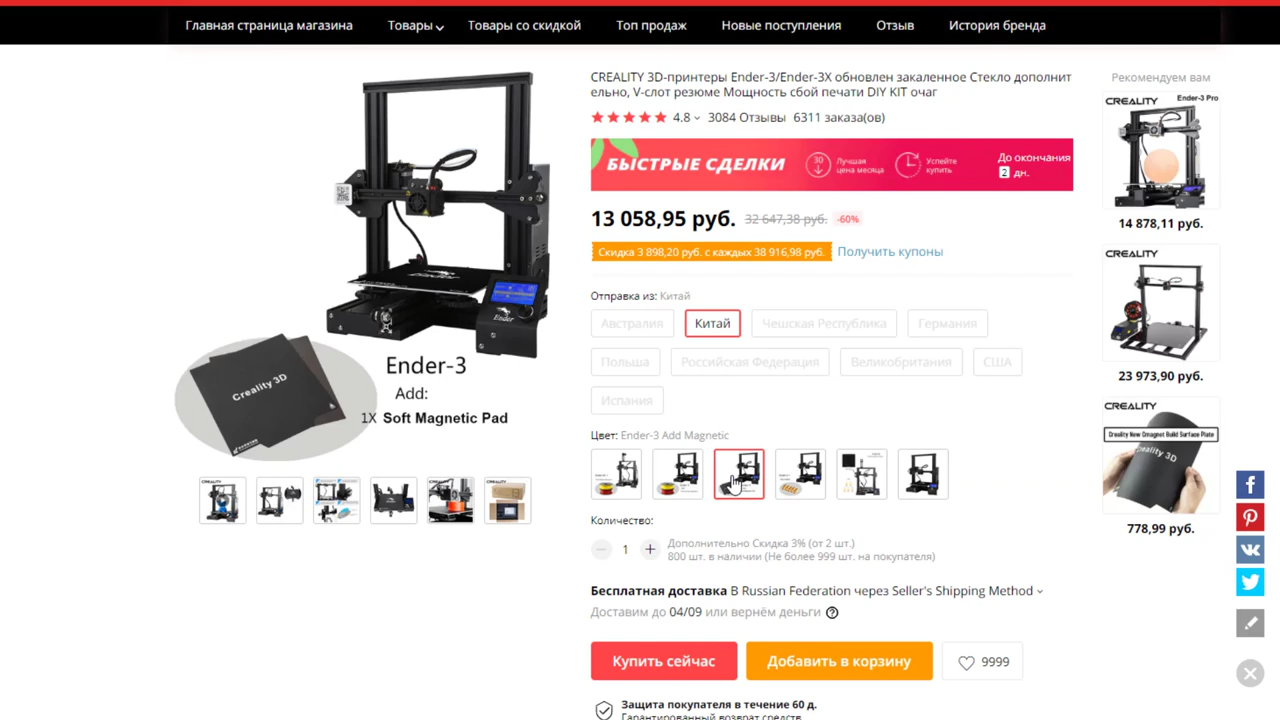 Главная страница магазина Товары Товары со скидкой Топ продаж Новые поступления Отзыв История бренда
CREALITY 3D-принтеры Ender-3/Ender-3X обновлен закаленное Стекло дополнит
ельно, V-слот резюме Мощность сбой печати DIY KIT очаг
4.8 3084 Отзывы 6311 заказа(ов)
БЫСТРЫЕ СДЕЛКИ
30
Лучшая
цена месяца
Успейте
купить
До окончания
2 дн.
13 058,95 руб. 32 647,38 руб. -60%
Скидка 3 898,20 руб. с каждых 38 916,98 руб. Получить купоны
Отправка из: Китай
Австралия Китай Чешская Республика Германия
Польша Российская Федерация Великобритания США
Испания
Цвет: Ender-3 Add Magnetic
Количество:
1
Дополнительно Скидка 3% (от 2 шт.)
800 шт. в наличии (Не более 999 шт. на покупателя)
Бесплатная доставка В Russian Federation через Seller's Shipping Method
Доставим до 04/09 или вернём деньги
Купить сейчас Добавить в корзину 9999
Защита покупателя в течение 60 д.
Гарантированный возврат средств
Ender
Creality 3D
Ender-3
Add:
1X Soft Magnetic Pad
Рекомендуем вам
CREALITY Ender-3 Pro
14 878,11 руб.
CREALITY
23 973,90 руб.
CREALITY
Creality New Omagnet Build Surface Plate
Creality 3D
778,99 руб.